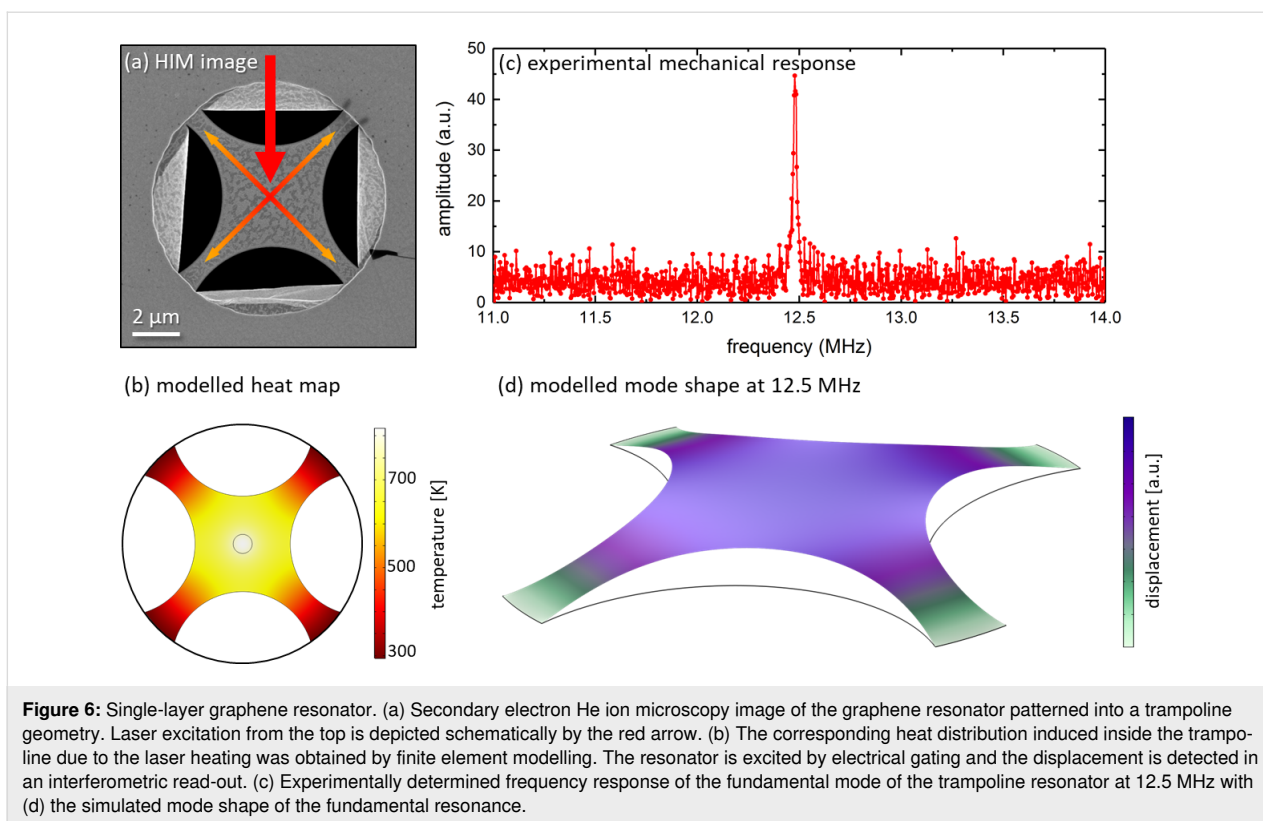 (a) HIM image
2 µm
(c) experimental mechanical response
amplitude (a.u.)
50
40
30
20
10
0
11.0 11.5 12.0 12.5 13.0 13.5 14.0
frequency (MHz)
(b) modelled heat map
700
500
300
temperature [K]
(d) modelled mode shape at 12.5 MHz
displacement [a.u.]
Figure 6: Single-layer graphene resonator. (a) Secondary electron He ion microscopy image of the graphene resonator patterned into a trampoline
geometry. Laser excitation from the top is depicted schematically by the red arrow. (b) The corresponding heat distribution induced inside the trampo-
line due to the laser heating was obtained by finite element modelling. The resonator is excited by electrical gating and the displacement is detected in
an interferometric read-out. (c) Experimentally determined frequency response of the fundamental mode of the trampoline resonator at 12.5 MHz with
(d) the simulated mode shape of the fundamental resonance.